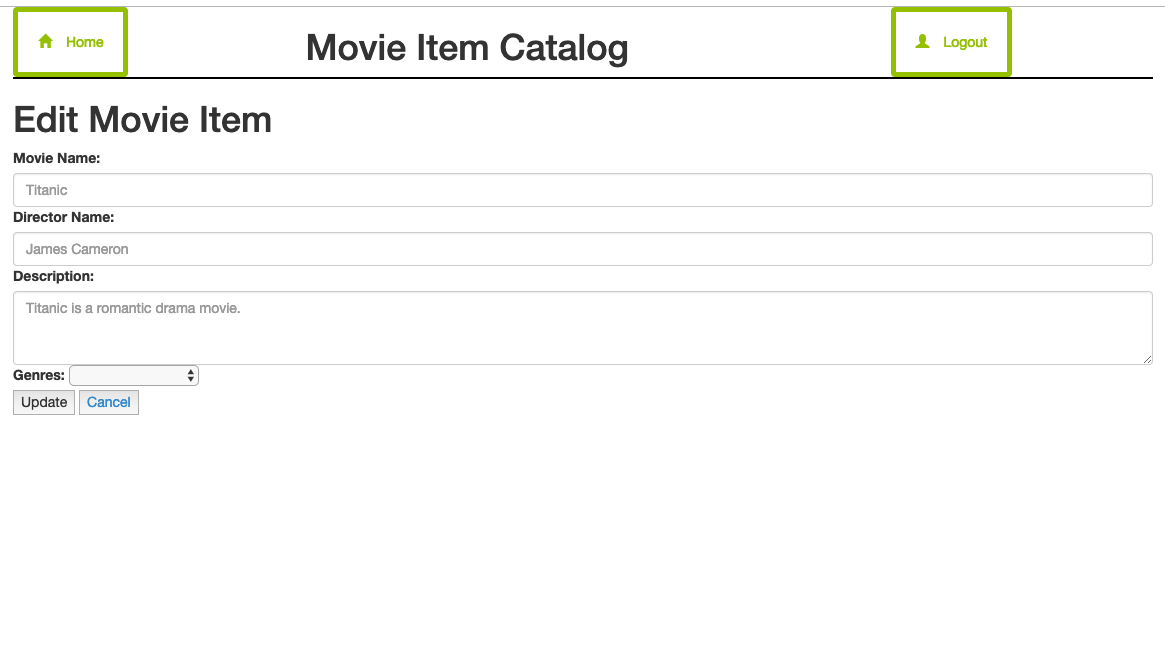 Home
Movie Item Catalog
Logout
Edit Movie Item
Movie Name:
Titanic
Director Name:
James Cameron
Description:
Titanic is a romantic drama movie.
Genres:
Update Cancel